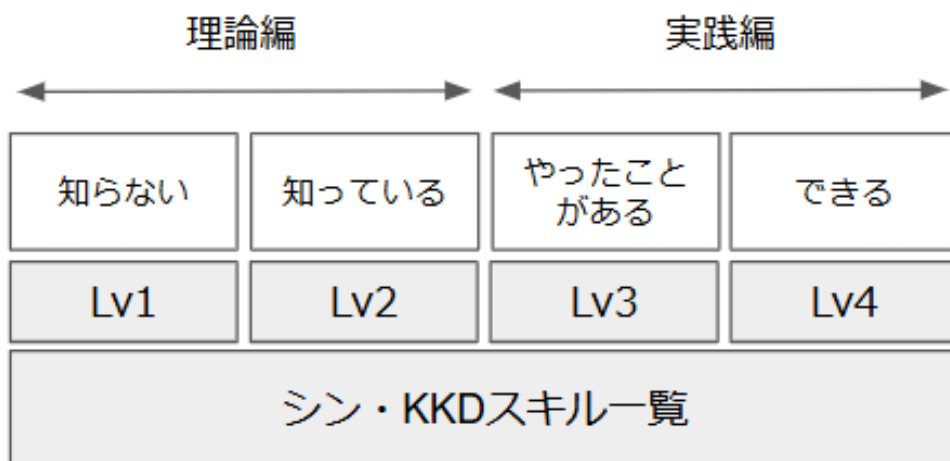 理論編
実践編
知らない
知っている
やったこと
がある
できる
Lv1
Lv2
Lv3
Lv4
シン・KKDスキル一覧